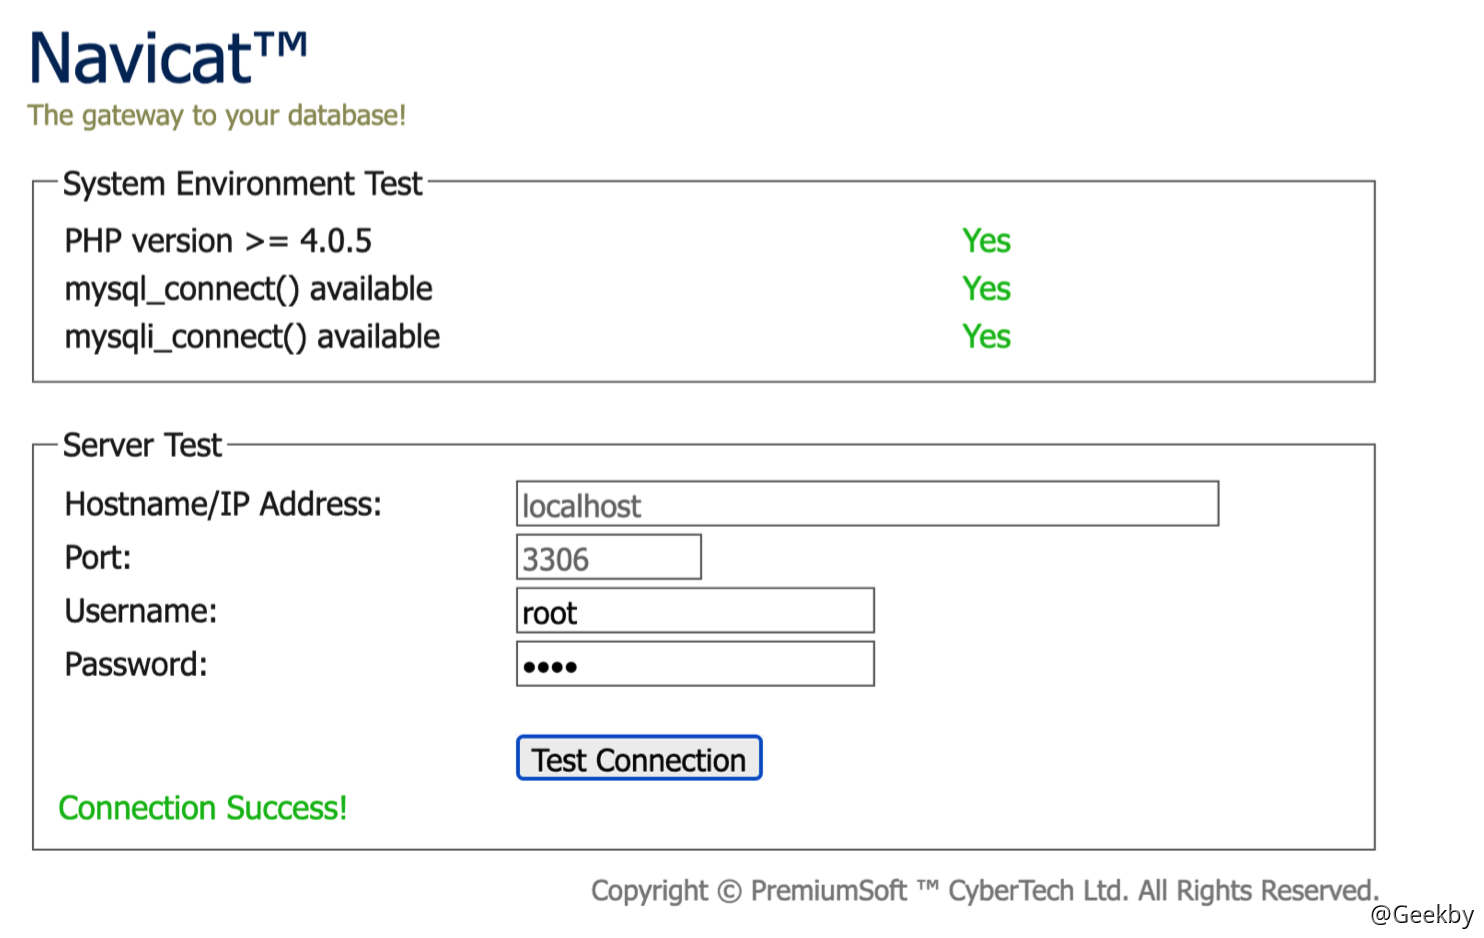 Navicat™
The gateway to your database!
System Environment Test
PHP version >= 4.0.5 Yes
mysql_connect() available Yes
mysqli_connect() available Yes
Server Test
Hostname/IP Address: localhost
Port: 3306
Username: root
Password: ••••
Test Connection
Connection Success!
Copyright © PremiumSoft ™ CyberTech Ltd. All Rights Reserved.
@Geekby